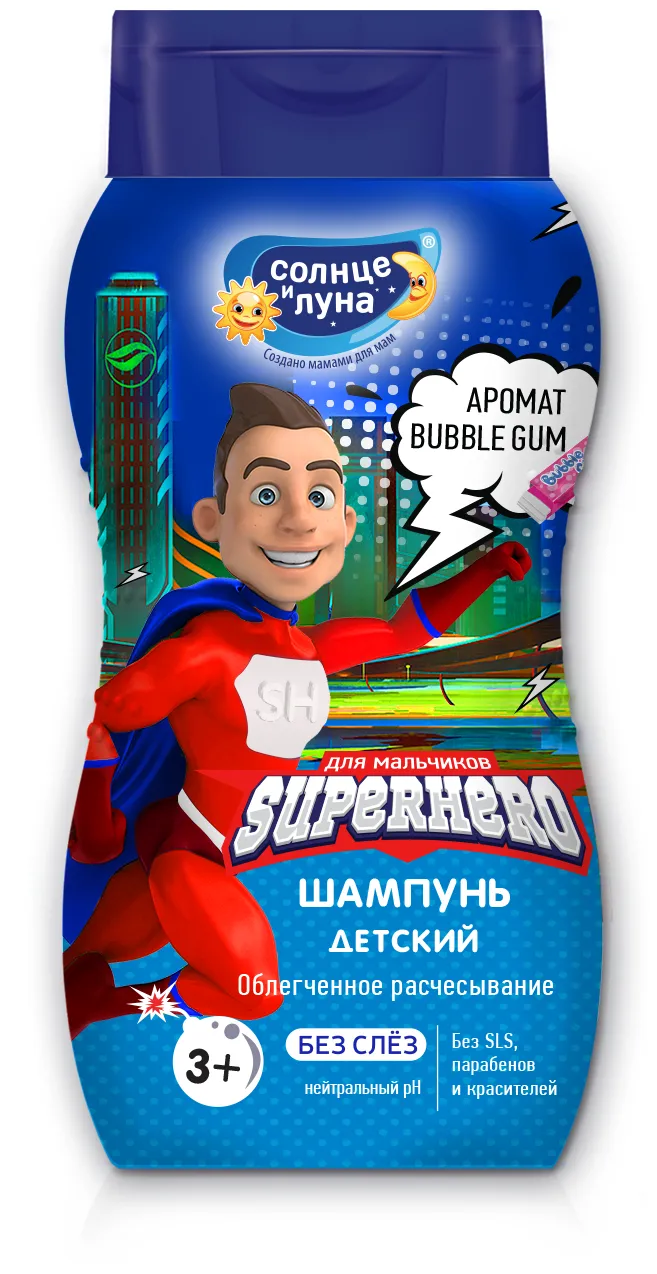 СОЛНЦЕ
И
ЛУНА
®
Создано мамами для мам
АРОМАТ
BUBBLE GUM
Bubble
SH
ДЛЯ МАЛЬЧИКОВ
SUPERHERO
ШАМПУНЬ
ДЕТСКИЙ
Облегченное расчесывание
3+
БЕЗ СЛЁЗ
нейтральный pH
Без SLS,
парабенов
и красителей